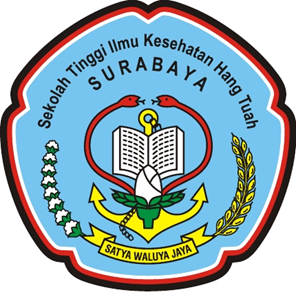 Sekolah Tinggi Ilmu Kesehatan Hang Tuah
SURABAYA
SATYA WALUYA JAYA